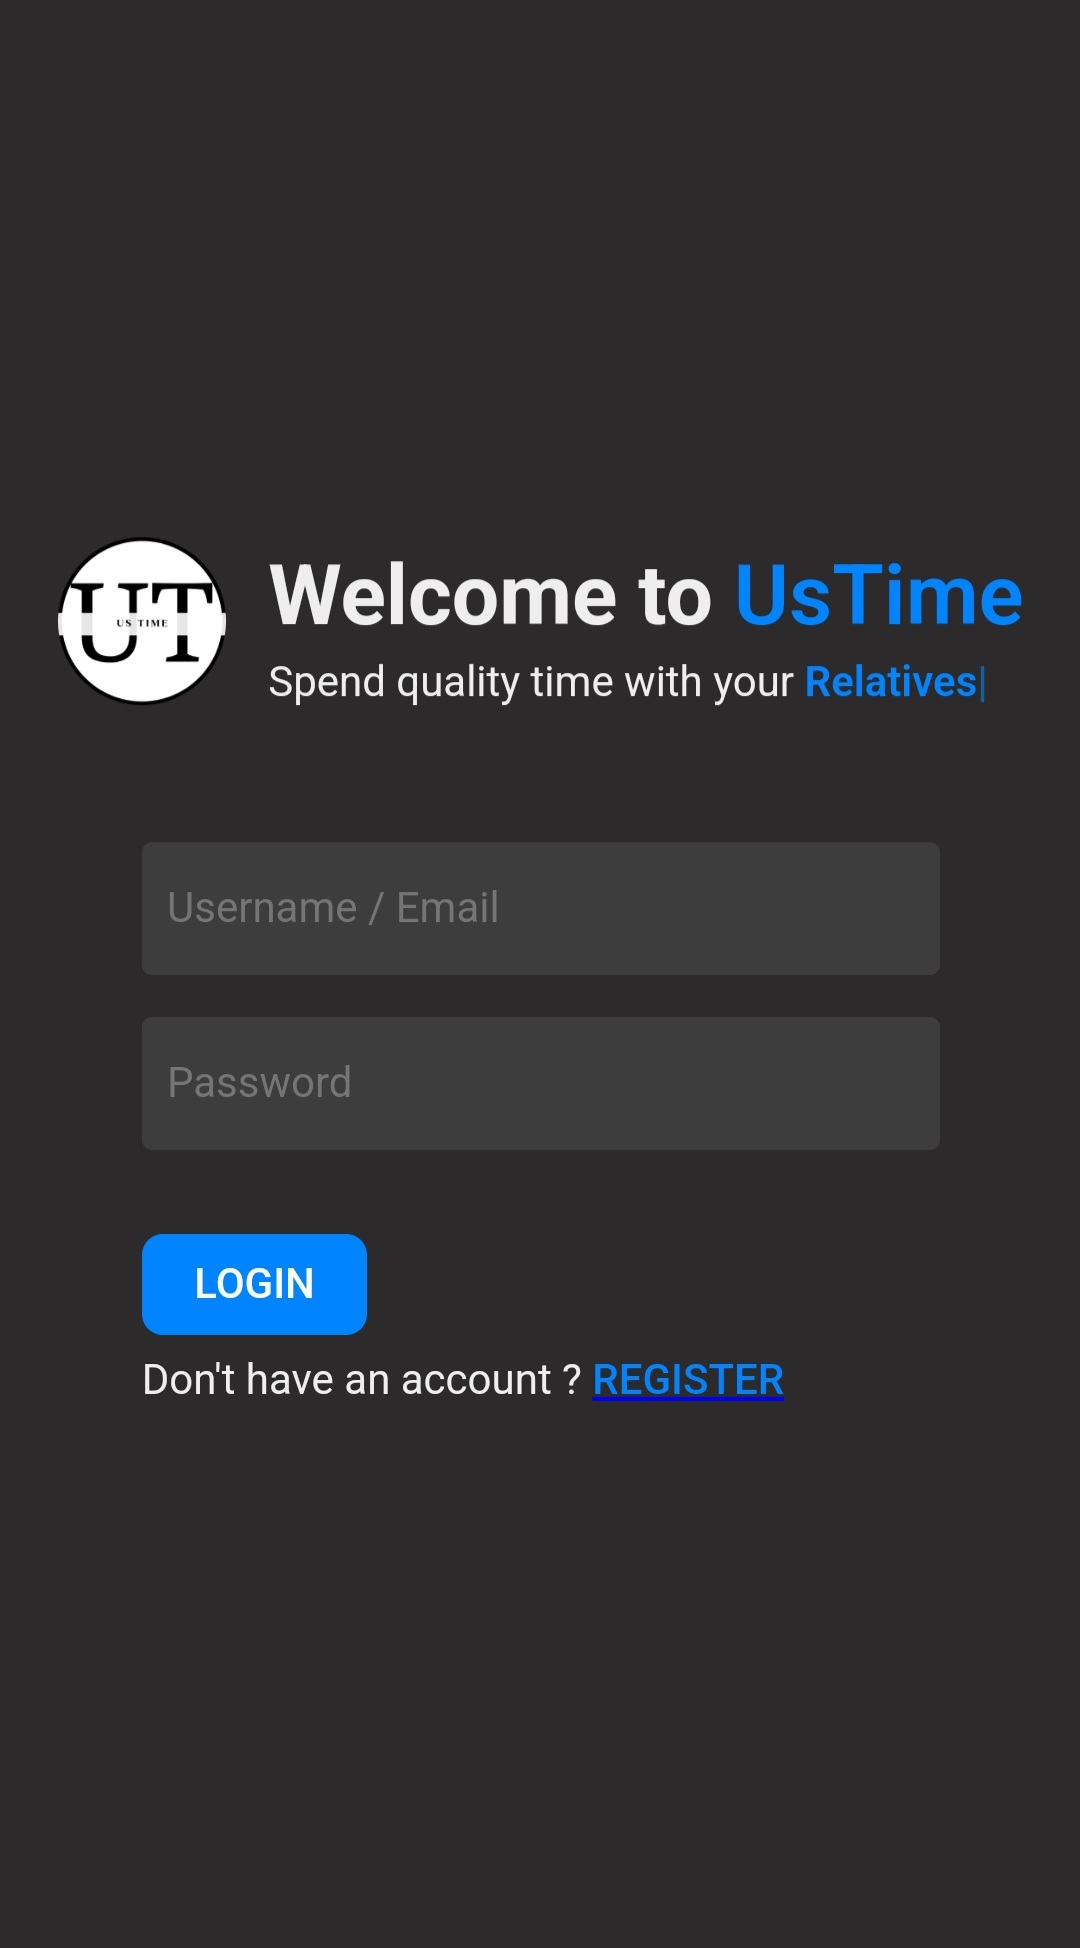 UT
US TIME
Welcome to UsTime
Spend quality time with your Relatives|
Username / Email
Password
LOGIN
Don't have an account ? REGISTER